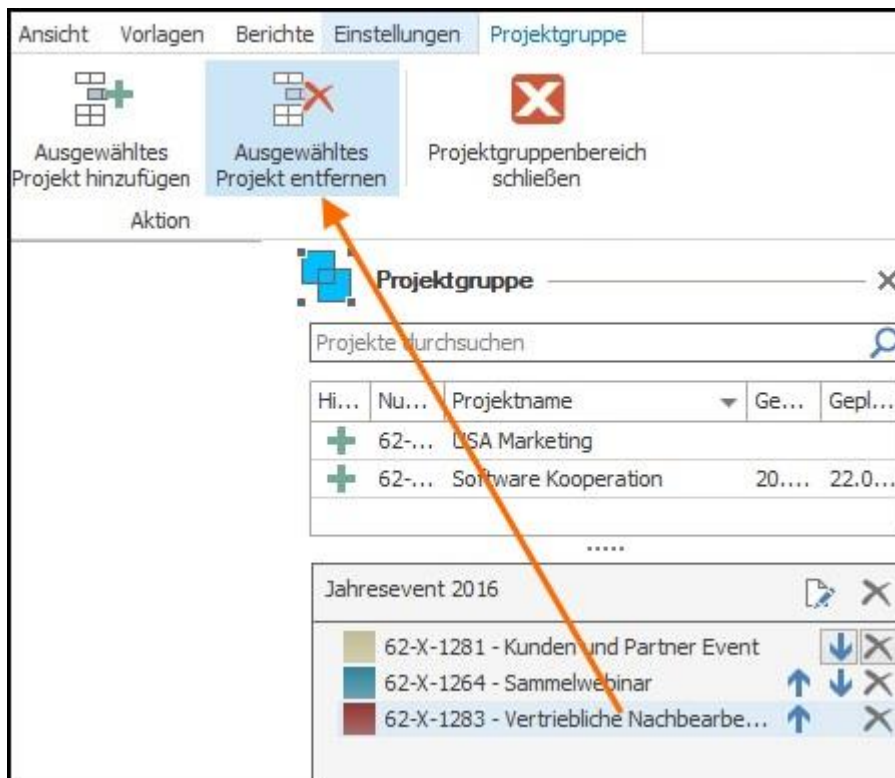 Ansicht Vorlagen Berichte Einstellungen Projektgruppe
Ausgewähltes Projekt hinzufügen
Ausgewähltes Projekt entfernen
Projektgruppenbereich schließen
Aktion
Projektgruppe
Projekte durchsuchen
Hi... Nu... Projektname Ge... Gepl...
62-... USA Marketing
62-... Software Kooperation 20.... 22.0...
Jahresevent 2016
62-X-1281 - Kunden und Partner Event
62-X-1264 - Sammelwebinar
62-X-1283 - Vertriebliche Nachbearbe...